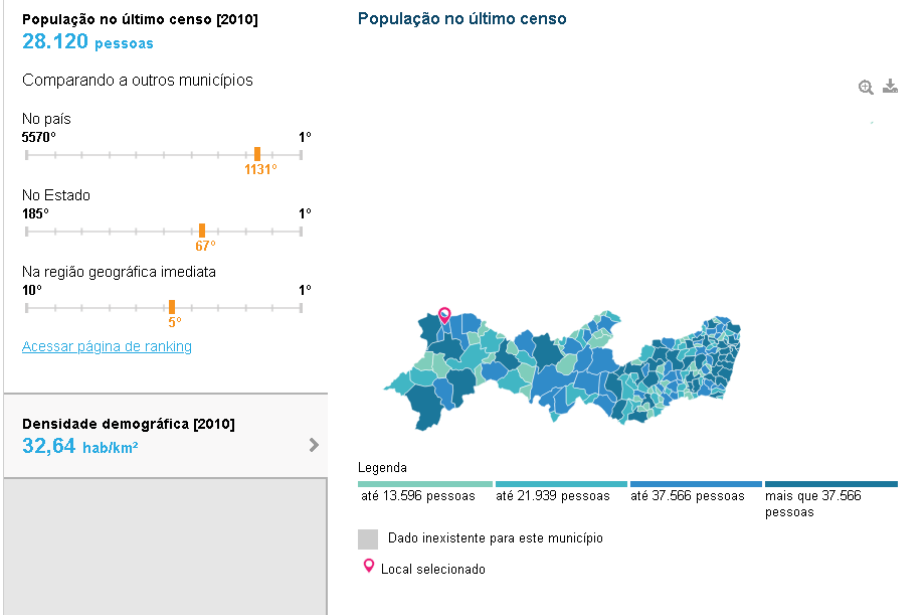 População no último censo [2010]
28.120 pessoas
Comparando a outros municípios
No país
5570° 1°
1131°
No Estado
185° 1°
67°
Na região geográfica imediata
10° 1°
5°
Acessar página de ranking
Densidade demográfica [2010]
32,64 hab/km²
População no último censo
Legenda
até 13.596 pessoas
até 21.939 pessoas
até 37.566 pessoas
mais que 37.566
pessoas
Dado inexistente para este município
Local selecionado